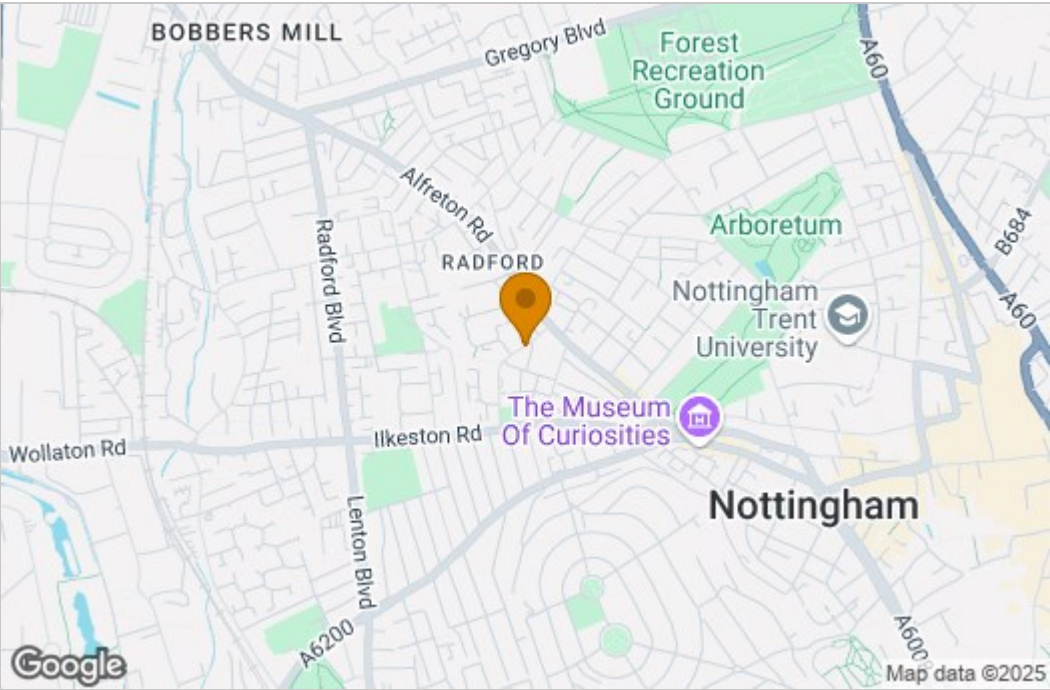 BOBBERS MILL
Gregory Blvd
Forest
Recreation
Ground
A60
Alfreton Rd
Arboretum
B684
Radford Blvd
RADFORD
Nottingham
Trent
University
A60
The Museum
Of Curiosities
Ilkeston Rd
Wollaton Rd
Nottingham
Lenton Blvd
A6200
Google
Map data ©2025